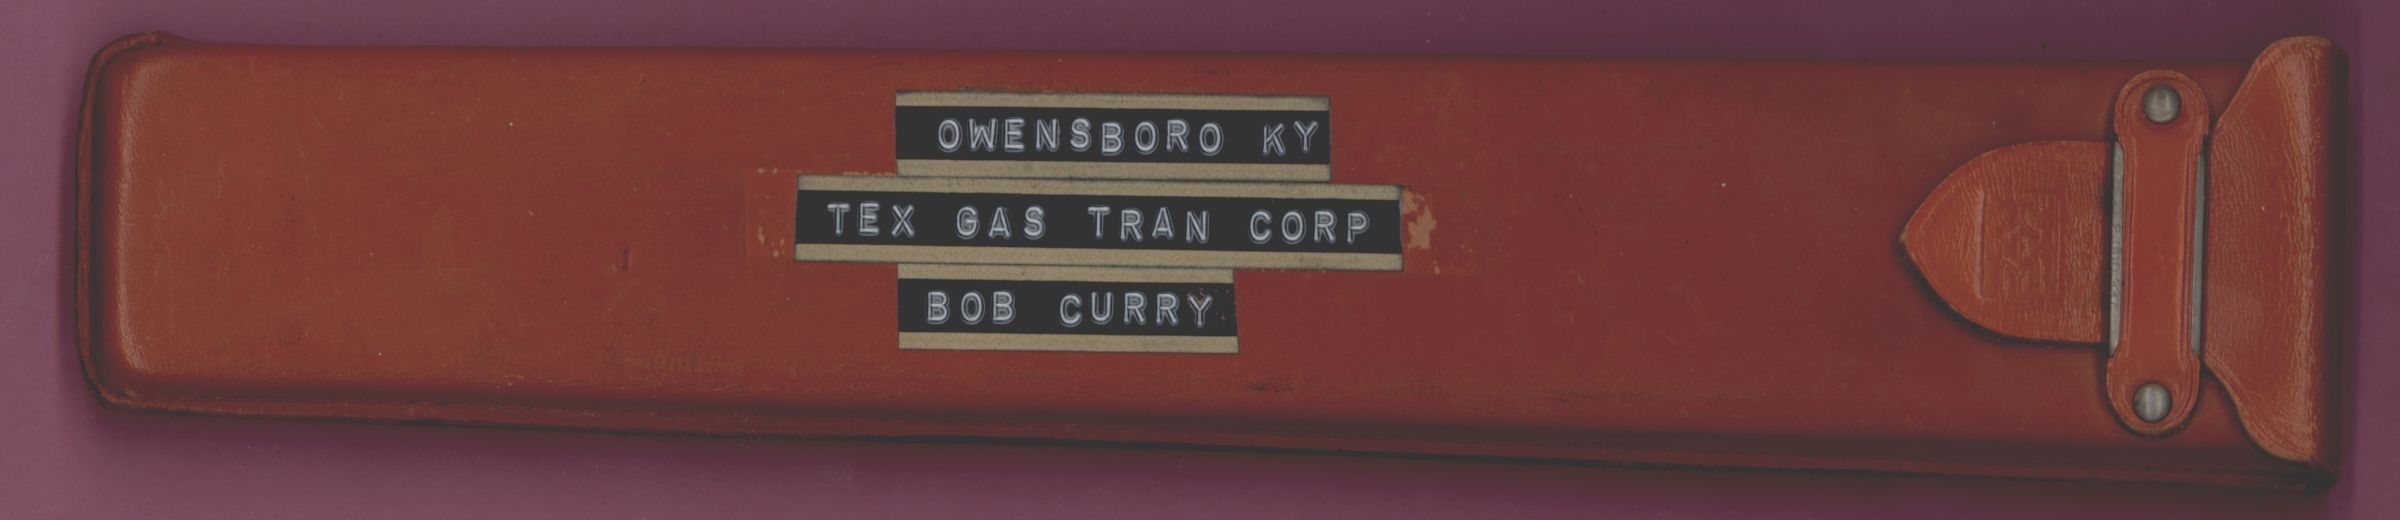 OWENSBORO KY
TEX GAS TRAN CORP
BOB CURRY